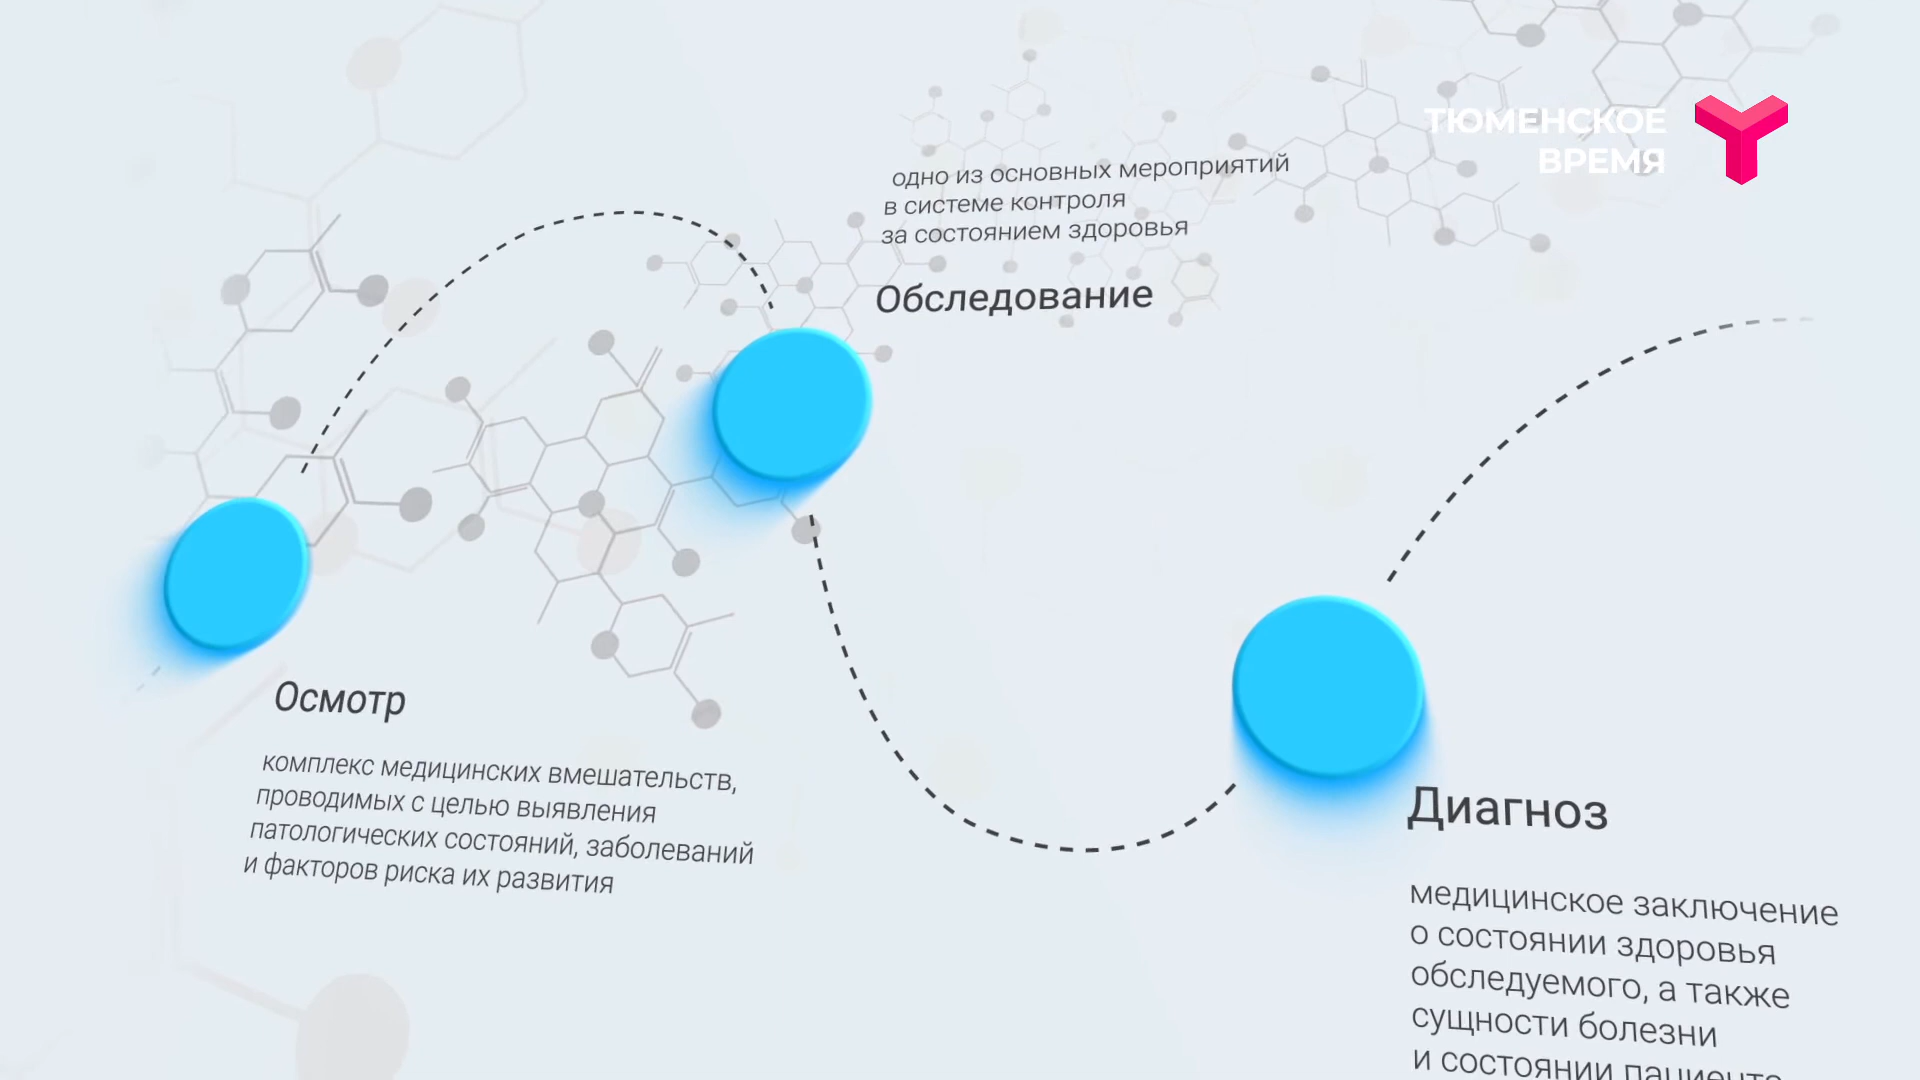 ТЮМЕНСКОЕ
ВРЕМЯ
одно из основных мероприятий
в системе контроля
за состоянием здоровья
Обследование
Осмотр
комплекс медицинских вмешательств,
проводимых с целью выявления
патологических состояний, заболеваний
и факторов риска их развития
Диагноз
медицинское заключение
о состоянии здоровья
обследуемого, а также
сущности болезни
и состоянии пациента